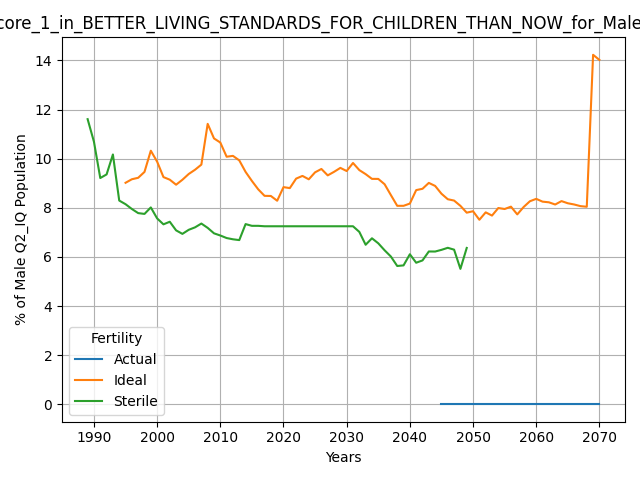 core_1_in_BETTER_LIVING_STANDARDS_FOR_CHILDREN_THAN_NOW_for_Male
% of Male Q2_IQ Population
14
12
10
8
6
4
2
0
Fertility
Actual
Ideal
Sterile
1990 2000 2010 2020 2030 2040 2050 2060 2070
Years